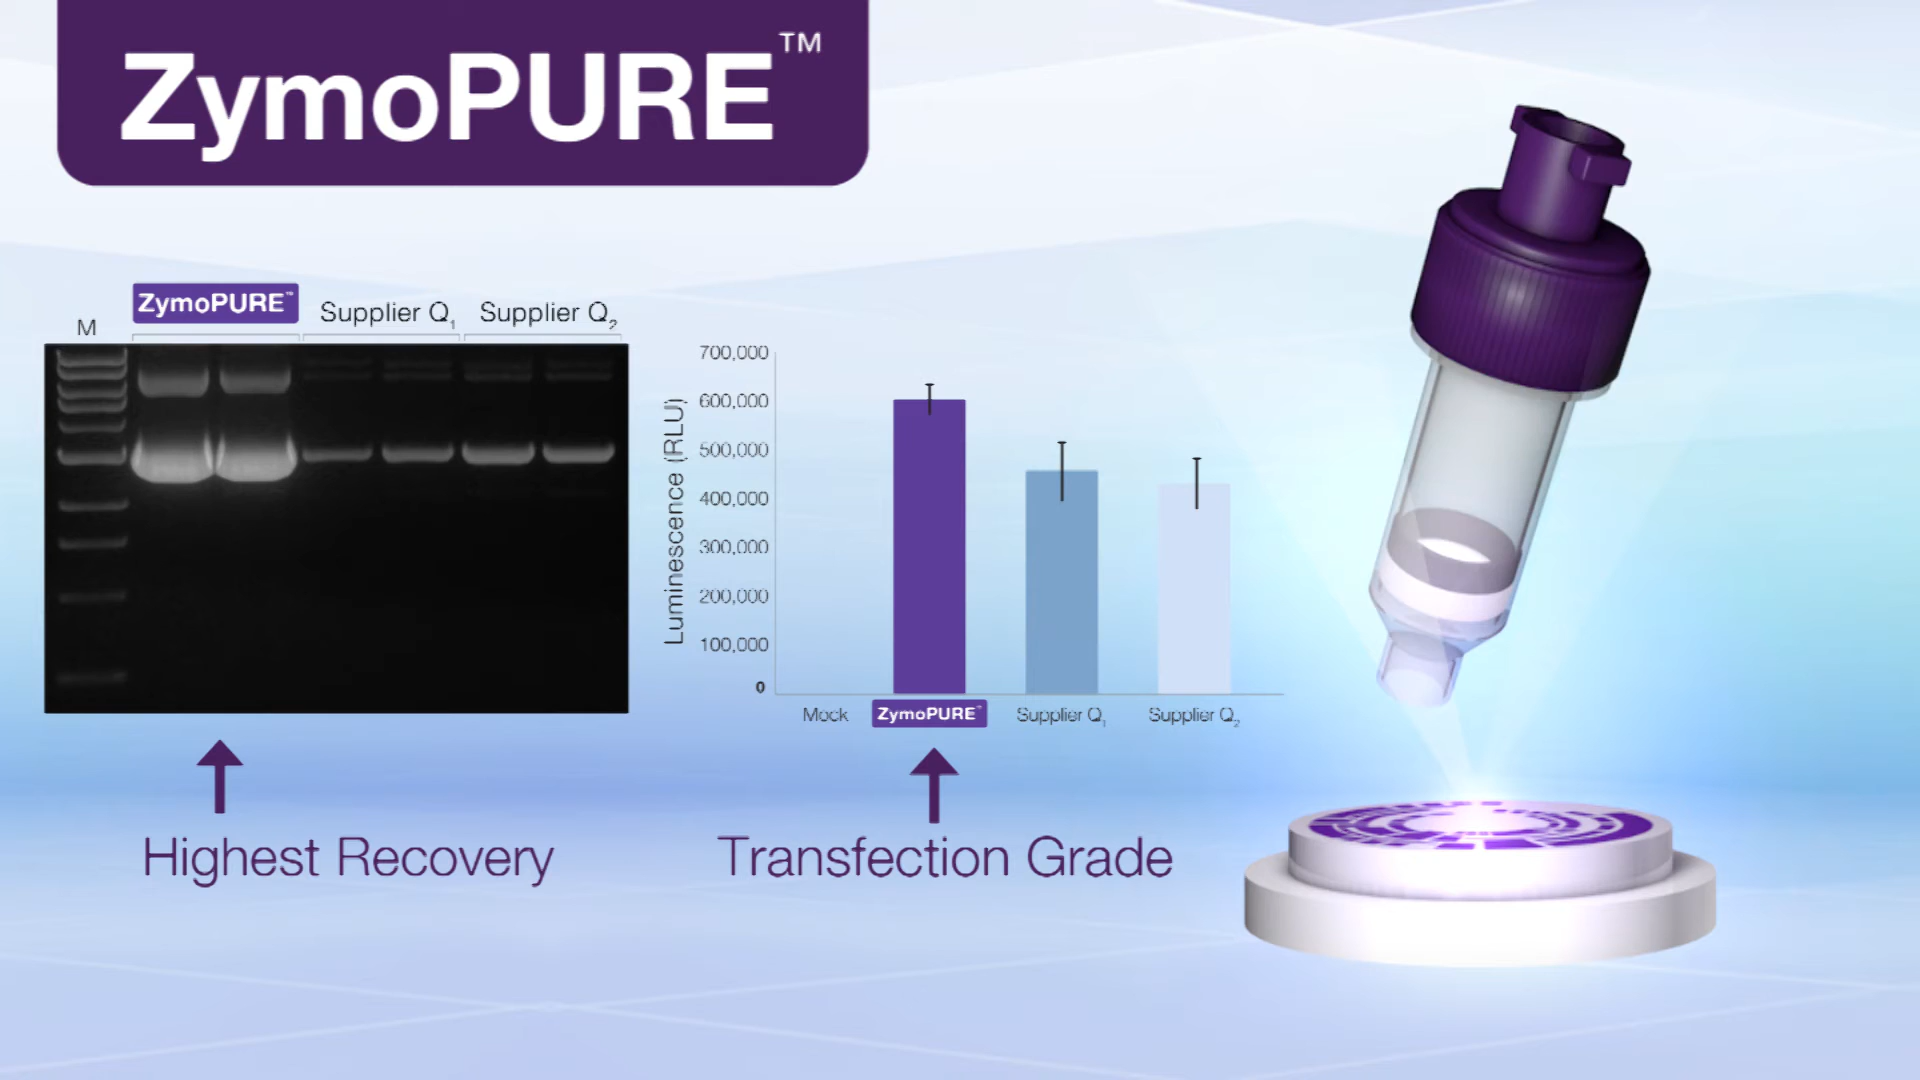 ZymoPURE™
M
ZymoPURE™
Supplier Q1
Supplier Q2
Luminescence (RLU)
700,000
600,000
500,000
400,000
300,000
200,000
100,000
0
Mock
ZymoPURE™
Supplier Q1
Supplier Q2
Highest Recovery
Transfection Grade